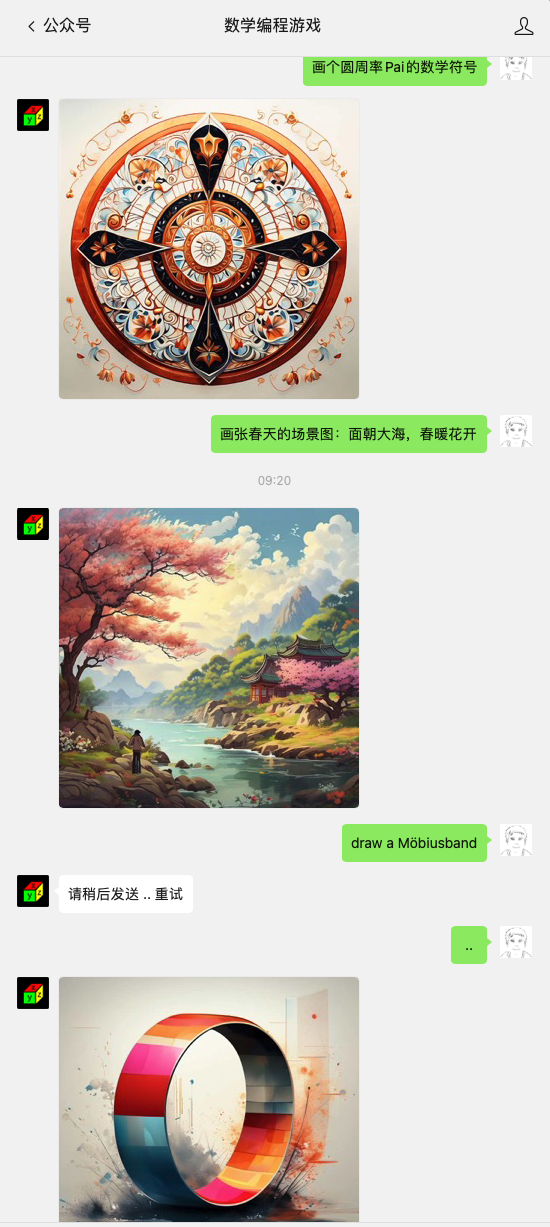 公众号
数学编程游戏
画个圆周率Pai的数学符号
画张春天的场景图：面朝大海，春暖花开
09:20
draw a Möbiusband
请稍后发送 .. 重试
..